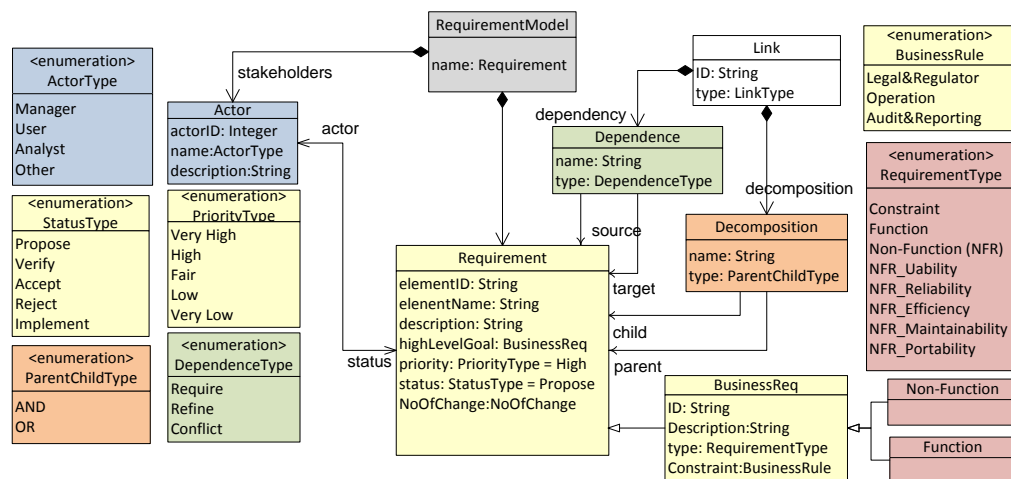 RequirementModel
name: Requirement
Link
ID: String
type: LinkType
<enumeration>
BusinessRule
Legal&Regulator
Operation
Audit&Reporting
<enumeration>
ActorType
Manager
User
Analyst
Other
stakeholders
Actor
actorID: Integer
name:ActorType
description:String
actor
dependency
Dependence
name: String
type: DependenceType
decomposition
<enumeration>
RequirementType
Constraint
Function
Non-Function (NFR)
NFR_Uability
NFR_Reliability
NFR_Efficiency
NFR_Maintainability
NFR_Portability
<enumeration>
StatusType
Propose
Verify
Accept
Reject
Implement
<enumeration>
PriorityType
Very High
High
Fair
Low
Very Low
source
target
Decomposition
name: String
type: ParentChildType
child
parent
Requirement
elementID: String
elenentName: String
description: String
highLevelGoal: BusinessReq
priority: PriorityType = High
status: StatusType = Propose
NoOfChange:NoOfChange
status
<enumeration>
ParentChildType
AND
OR
<enumeration>
DependenceType
Require
Refine
Conflict
BusinessReq
ID: String
Description:String
type: RequirementType
Constraint:BusinessRule
Non-Function
Function